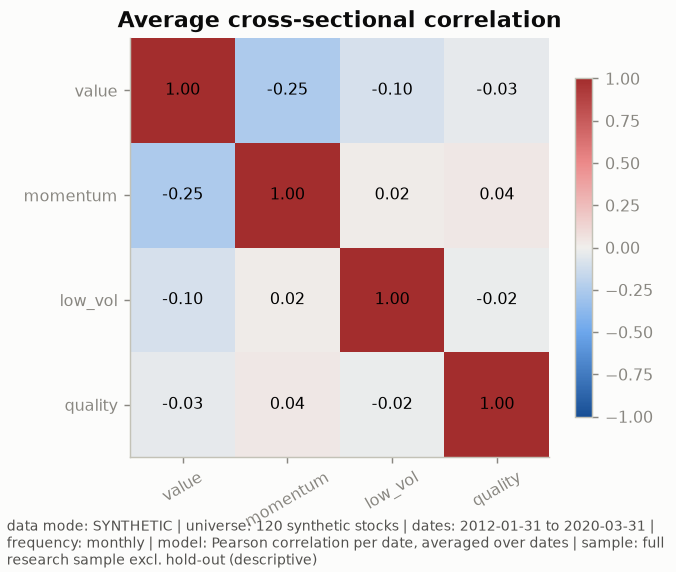 Average cross-sectional correlation
value 1.00 -0.25 -0.10 -0.03
momentum -0.25 1.00 0.02 0.04
low_vol -0.10 0.02 1.00 -0.02
quality -0.03 0.04 -0.02 1.00
value momentum low_vol quality
1.00
0.75
0.50
0.25
0.00
−0.25
−0.50
−0.75
−1.00
data mode: SYNTHETIC | universe: 120 synthetic stocks | dates: 2012-01-31 to 2020-03-31 |
frequency: monthly | model: Pearson correlation per date, averaged over dates | sample: full
research sample excl. hold-out (descriptive)